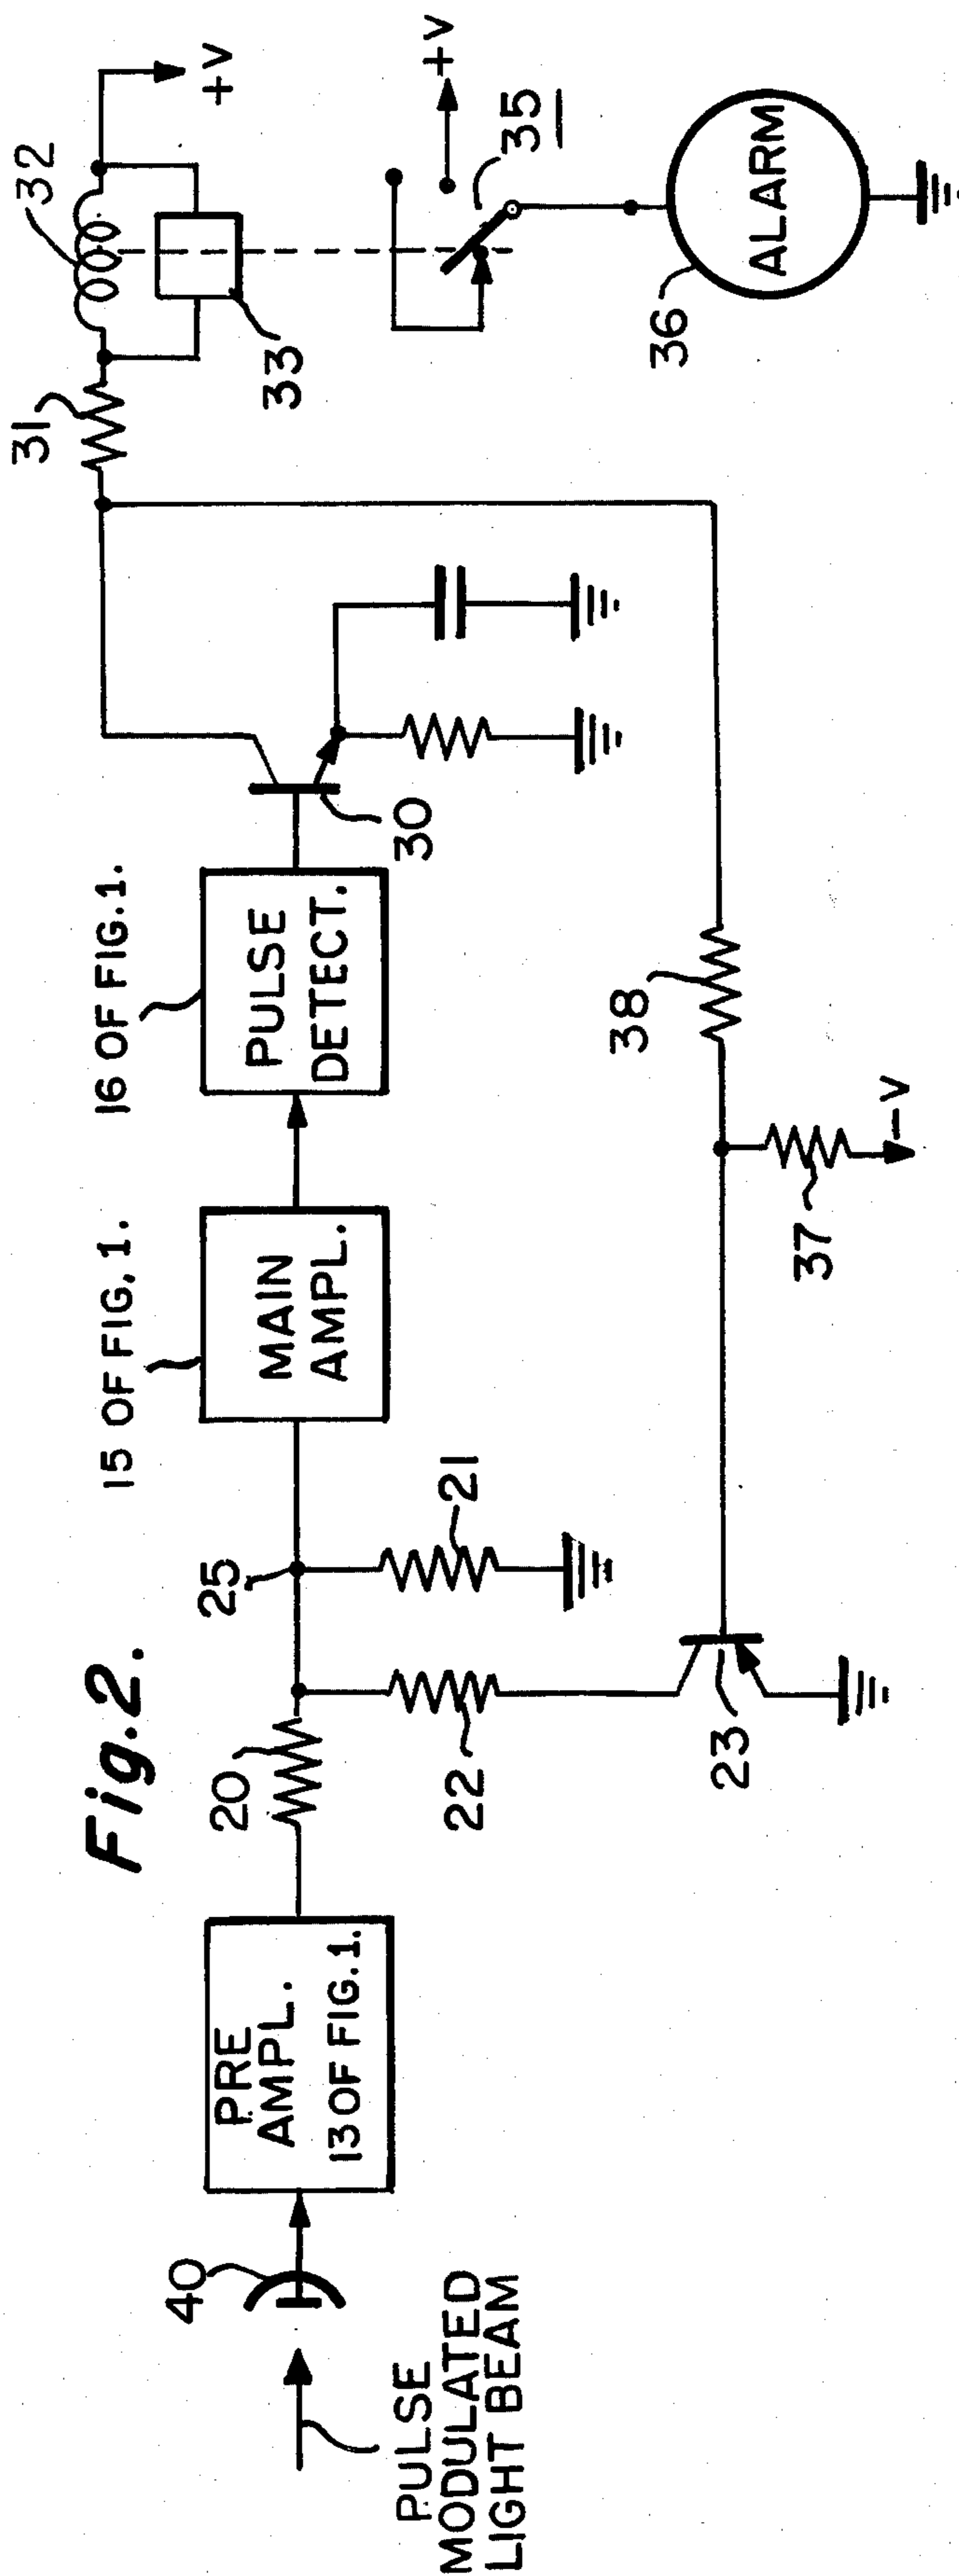 Fig.2.
PULSE
MODULATED
LIGHT BEAM
40
PRE
AMPL.
13 OF FIG. 1.
20
22
23
25
21
15 OF FIG, 1.
MAIN
AMPL.
16 OF FIG. 1.
PULSE
DETECT.
30
37
-V
38
31
32
33
+V
+V
35
36
ALARM